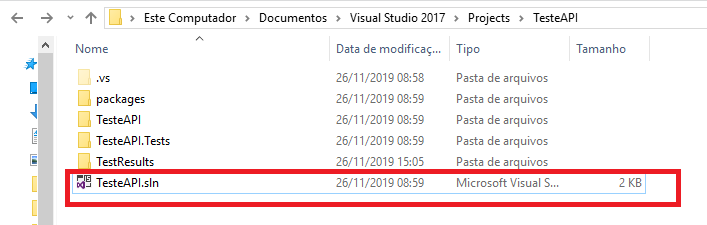 Este Computador > Documentos > Visual Studio 2017 > Projects > TesteAPI
Nome Data de modificaç... Tipo Tamanho
.vs 26/11/2019 08:58 Pasta de arquivos
packages 26/11/2019 08:59 Pasta de arquivos
TesteAPI 26/11/2019 08:59 Pasta de arquivos
TesteAPI.Tests 26/11/2019 08:59 Pasta de arquivos
TestResults 26/11/2019 15:05 Pasta de arquivos
TesteAPI.sln 26/11/2019 08:59 Microsoft Visual S... 2 KB